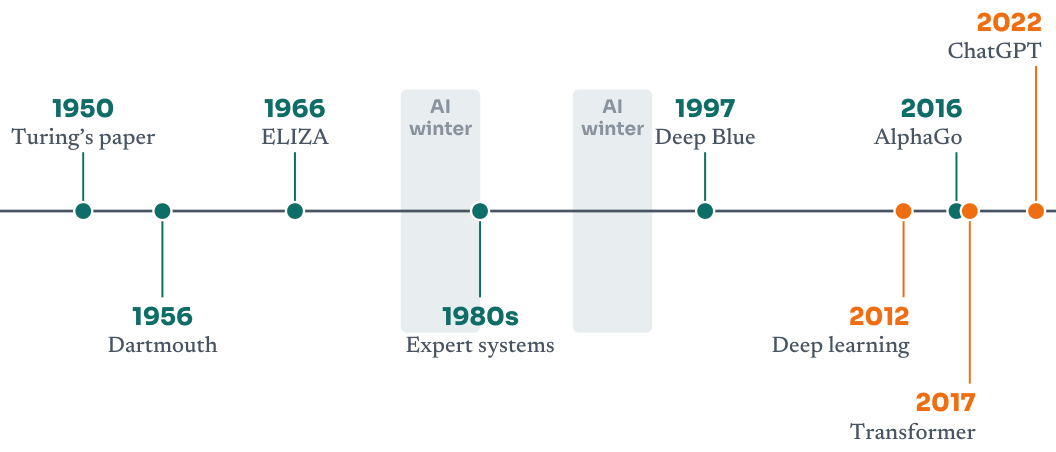 1950
Turing’s paper
1956
Dartmouth
1966
ELIZA
AI
winter
1980s
Expert systems
AI
winter
1997
Deep Blue
2012
Deep learning
2016
AlphaGo
2017
Transformer
2022
ChatGPT